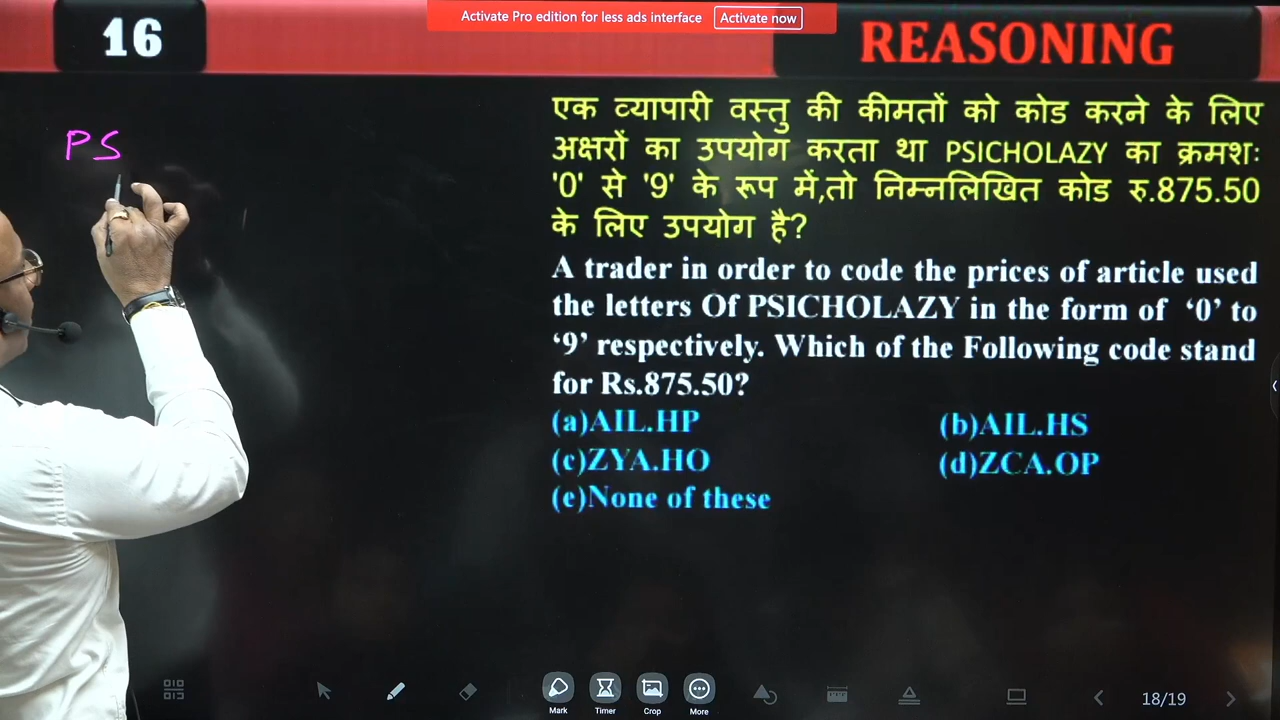 16
Activate Pro edition for less ads interface
Activate now
REASONING
PS
एक व्यापारी वस्तु की कीमतों को कोड करने के लिए
अक्षरों का उपयोग करता था PSICHOLAZY का क्रमशः
'0' से '9' के रूप में,तो निम्नलिखित कोड रु.875.50
के लिए उपयोग है?
A trader in order to code the prices of article used
the letters Of PSICHOLAZY in the form of ‘0’ to
‘9’ respectively. Which of the Following code stand
for Rs.875.50?
(a)AIL.HP
(b)AIL.HS
(c)ZYA.HO
(d)ZCA.OP
(e)None of these
Mark
Timer
Crop
More
18/19